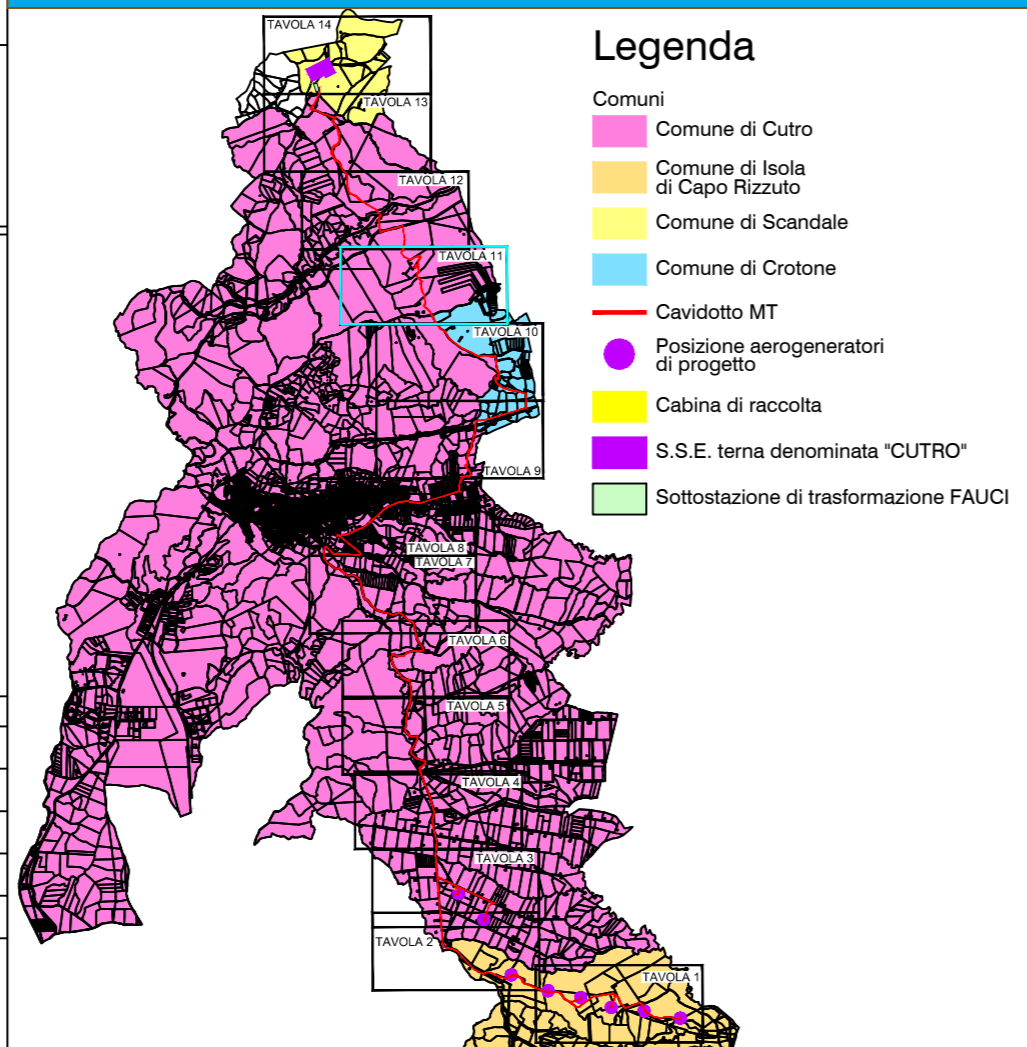 TAVOLA 14
TAVOLA 13
TAVOLA 12
TAVOLA 11
TAVOLA 10
TAVOLA 9
TAVOLA 8
TAVOLA 7
TAVOLA 6
TAVOLA 5
TAVOLA 4
TAVOLA 3
TAVOLA 2
TAVOLA 1
Legenda
Comuni
Comune di Cutro
Comune di Isola
di Capo Rizzuto
Comune di Scandale
Comune di Crotone
Cavidotto MT
Posizione aerogeneratori
di progetto
Cabina di raccolta
S.S.E. terna denominata "CUTRO"
Sottostazione di trasformazione FAUCI